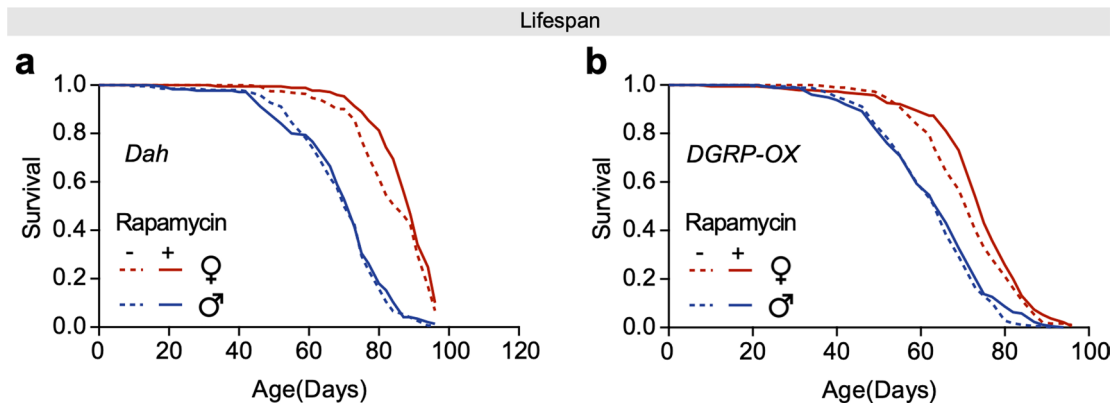 Lifespan
a
1.0
0.8
0.6
0.4
0.2
0.0
Survival
Dah
Rapamycin
- +
♀
♂
0 20 40 60 80 100 120
Age(Days)
b
1.0
0.8
0.6
0.4
0.2
0.0
Survival
DGRP-OX
Rapamycin
- +
♀
♂
0 20 40 60 80 100
Age(Days)